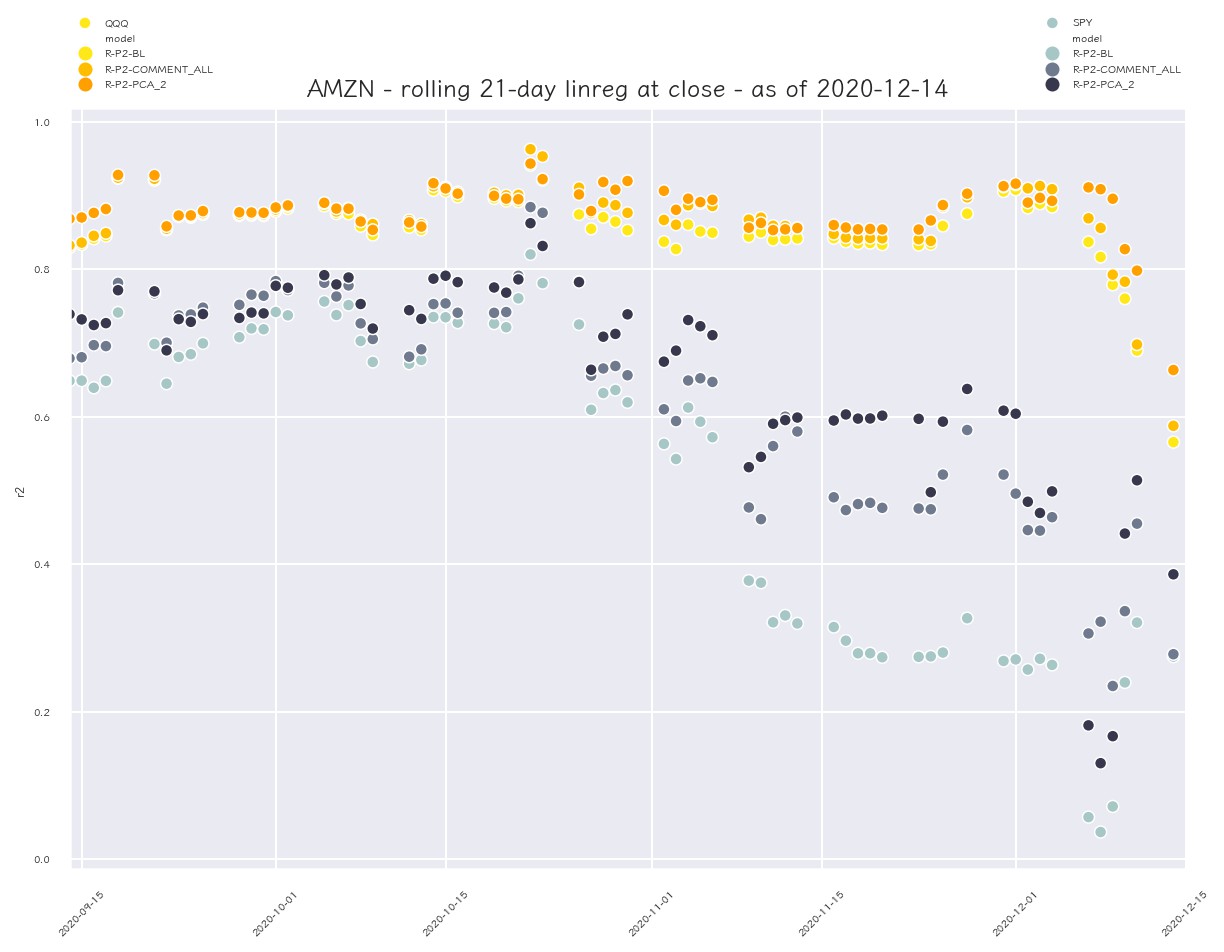 QQQ
model
R-P2-BL
R-P2-COMMENT_ALL
R-P2-PCA_2
SPY
model
R-P2-BL
R-P2-COMMENT_ALL
R-P2-PCA_2
AMZN - rolling 21-day linreg at close - as of 2020-12-14
1.0
0.8
0.6
0.4
0.2
0.0
r2
2020-09-15
2020-10-01
2020-10-15
2020-11-01
2020-11-15
2020-12-01
2020-12-15